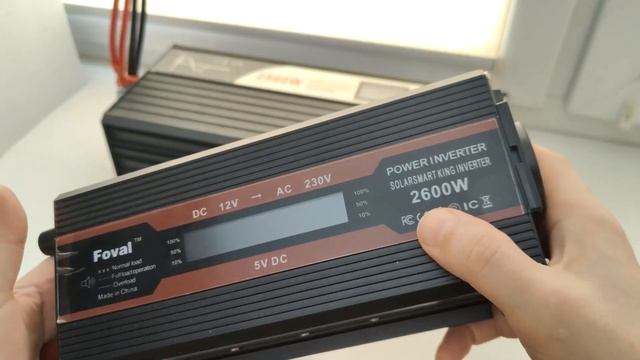 POWER INVERTER
SOLARSMART KING INVERTER
2600W
DC 12V → AC 230V
100%
50%
10%
Foval™
100%
50%
10%
Normal load
Full load operation
Overload
Made in China
5V DC